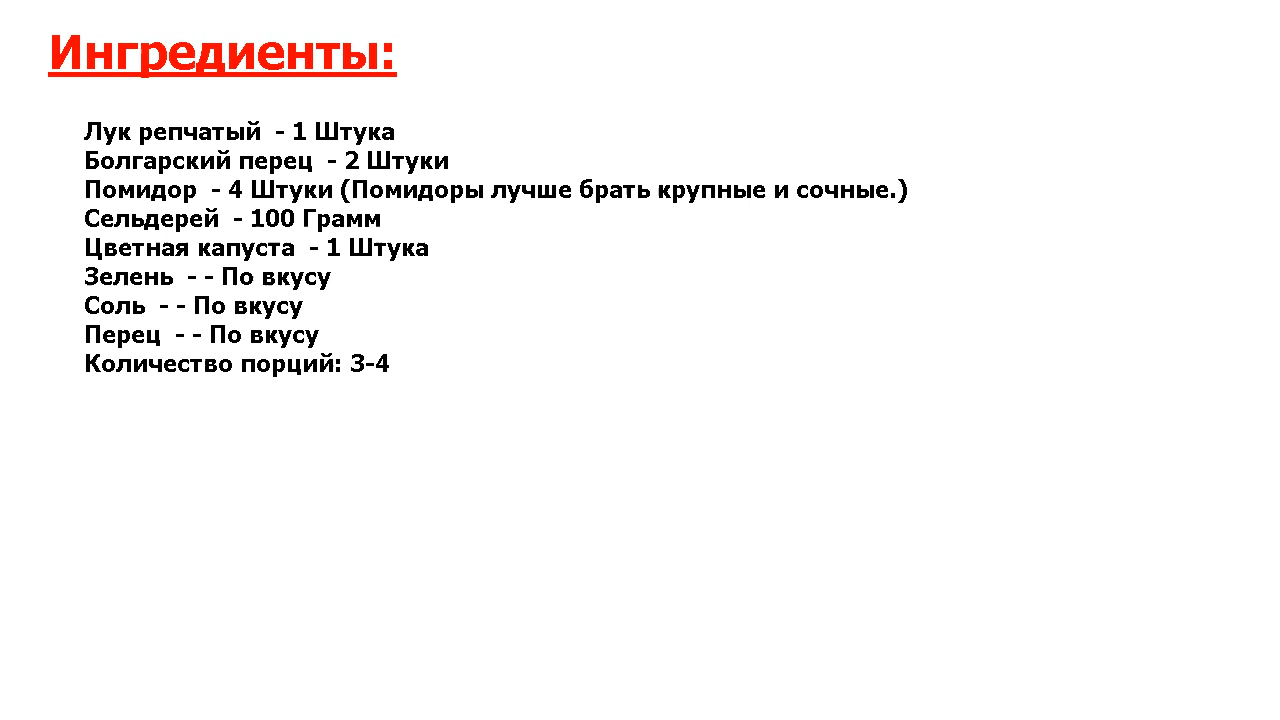 Ингредиенты:
Лук репчатый  - 1 Штука
Болгарский перец  - 2 Штуки
Помидор  - 4 Штуки (Помидоры лучше брать крупные и сочные.)
Сельдерей  - 100 Грамм
Цветная капуста  - 1 Штука
Зелень  - - По вкусу
Соль  - - По вкусу
Перец  - - По вкусу
Количество порций: 3-4